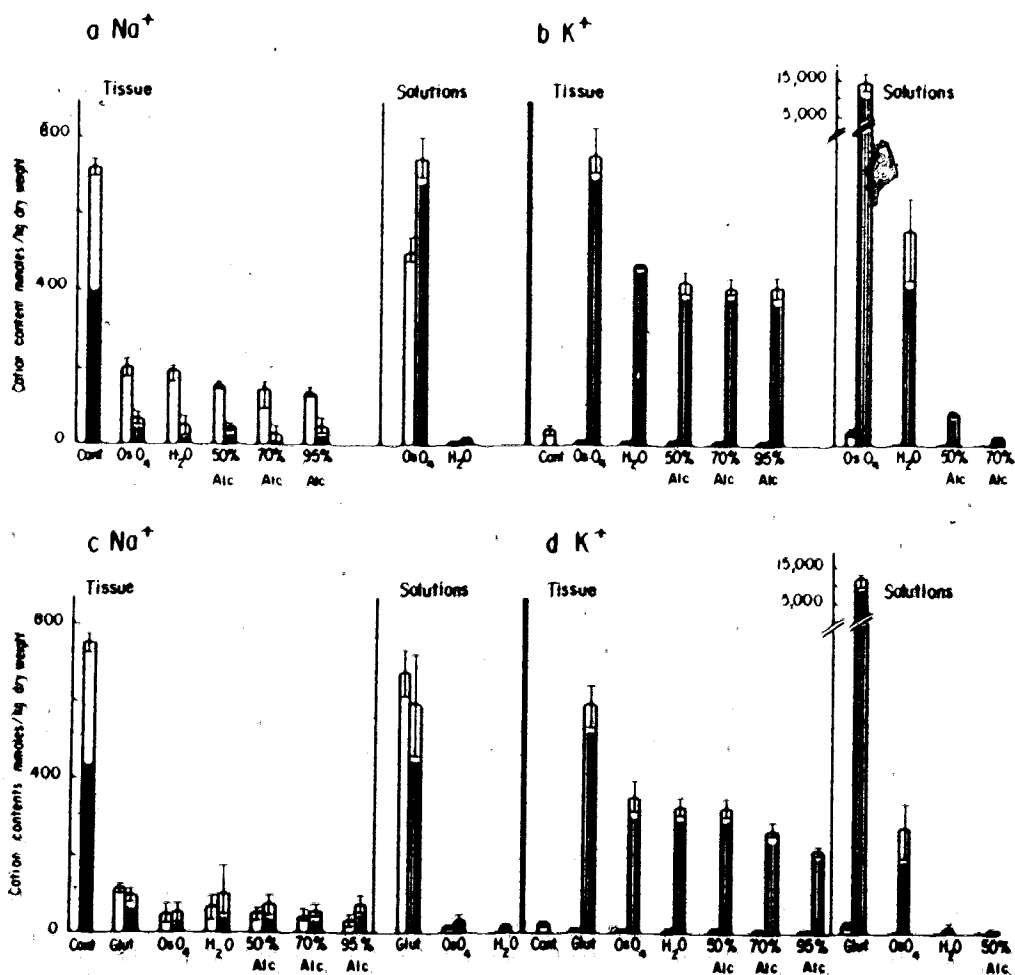 a Na+
b K+
Tissue
Solutions
Tissue
Solutions
15,000
5,000
Cation content mmoles/kg dry weight
600
400
0
Cont OsO4 H2O 50% 70% 95%
Alc Alc Alc
OsO4 H2O
Cont OsO4 H2O 50% 70% 95%
Alc Alc Alc
OsO4 H2O 50% 70%
Alc Alc
c Na+
d K+
Tissue
Solutions
Tissue
Solutions
15,000
5,000
Cation contents mmoles/kg dry weight
800
400
0
Cont Glut OsO4 H2O 50% 70% 95%
Alc Alc Alc
Glut OsO4 H2O
Cont Glut OsO4 H2O 50% 70% 95%
Alc Alc Alc
Glut OsO4 H2O 50%
Alc